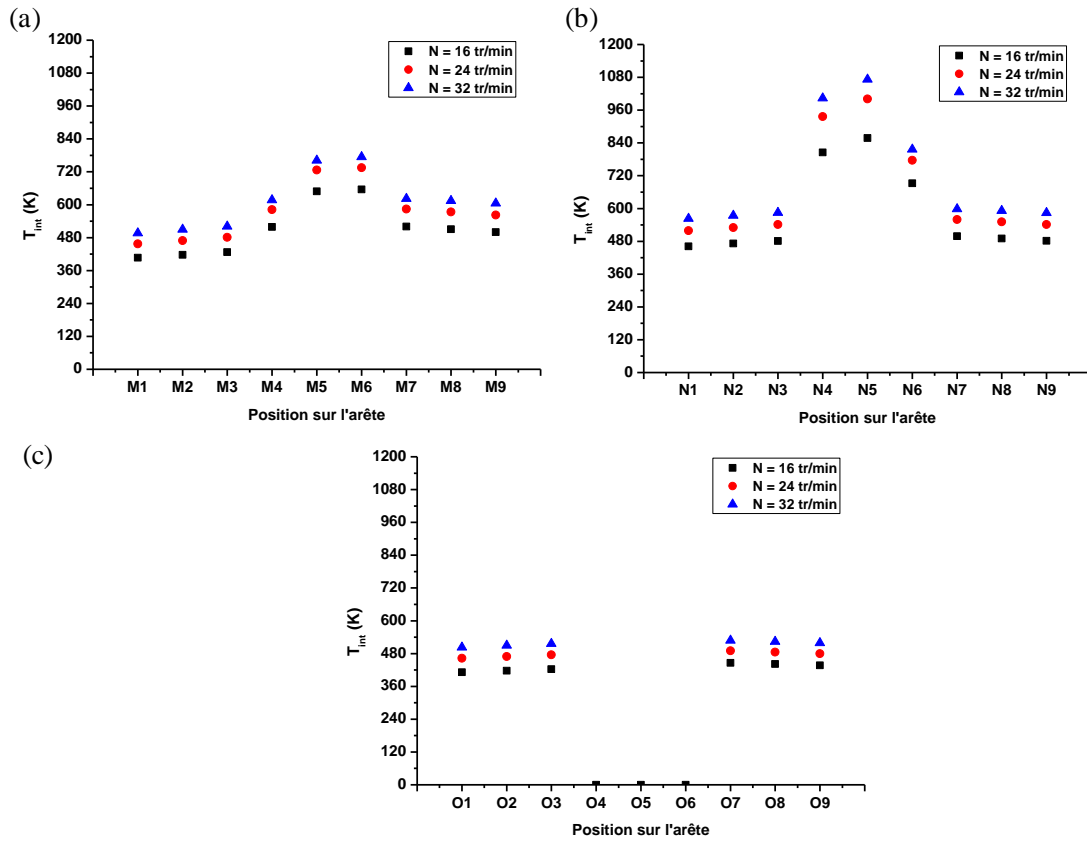 (a)
1200
1080
960
840
720
600
480
360
240
120
0
T_int (K)
N = 16 tr/min
N = 24 tr/min
N = 32 tr/min
M1 M2 M3 M4 M5 M6 M7 M8 M9
Position sur l'arête
(b)
1200
1080
960
840
720
600
480
360
240
120
0
T_int (K)
N = 16 tr/min
N = 24 tr/min
N = 32 tr/min
N1 N2 N3 N4 N5 N6 N7 N8 N9
Position sur l'arête
(c)
1200
1080
960
840
720
600
480
360
240
120
0
T_int (K)
N = 16 tr/min
N = 24 tr/min
N = 32 tr/min
O1 O2 O3 O4 O5 O6 O7 O8 O9
Position sur l'arête